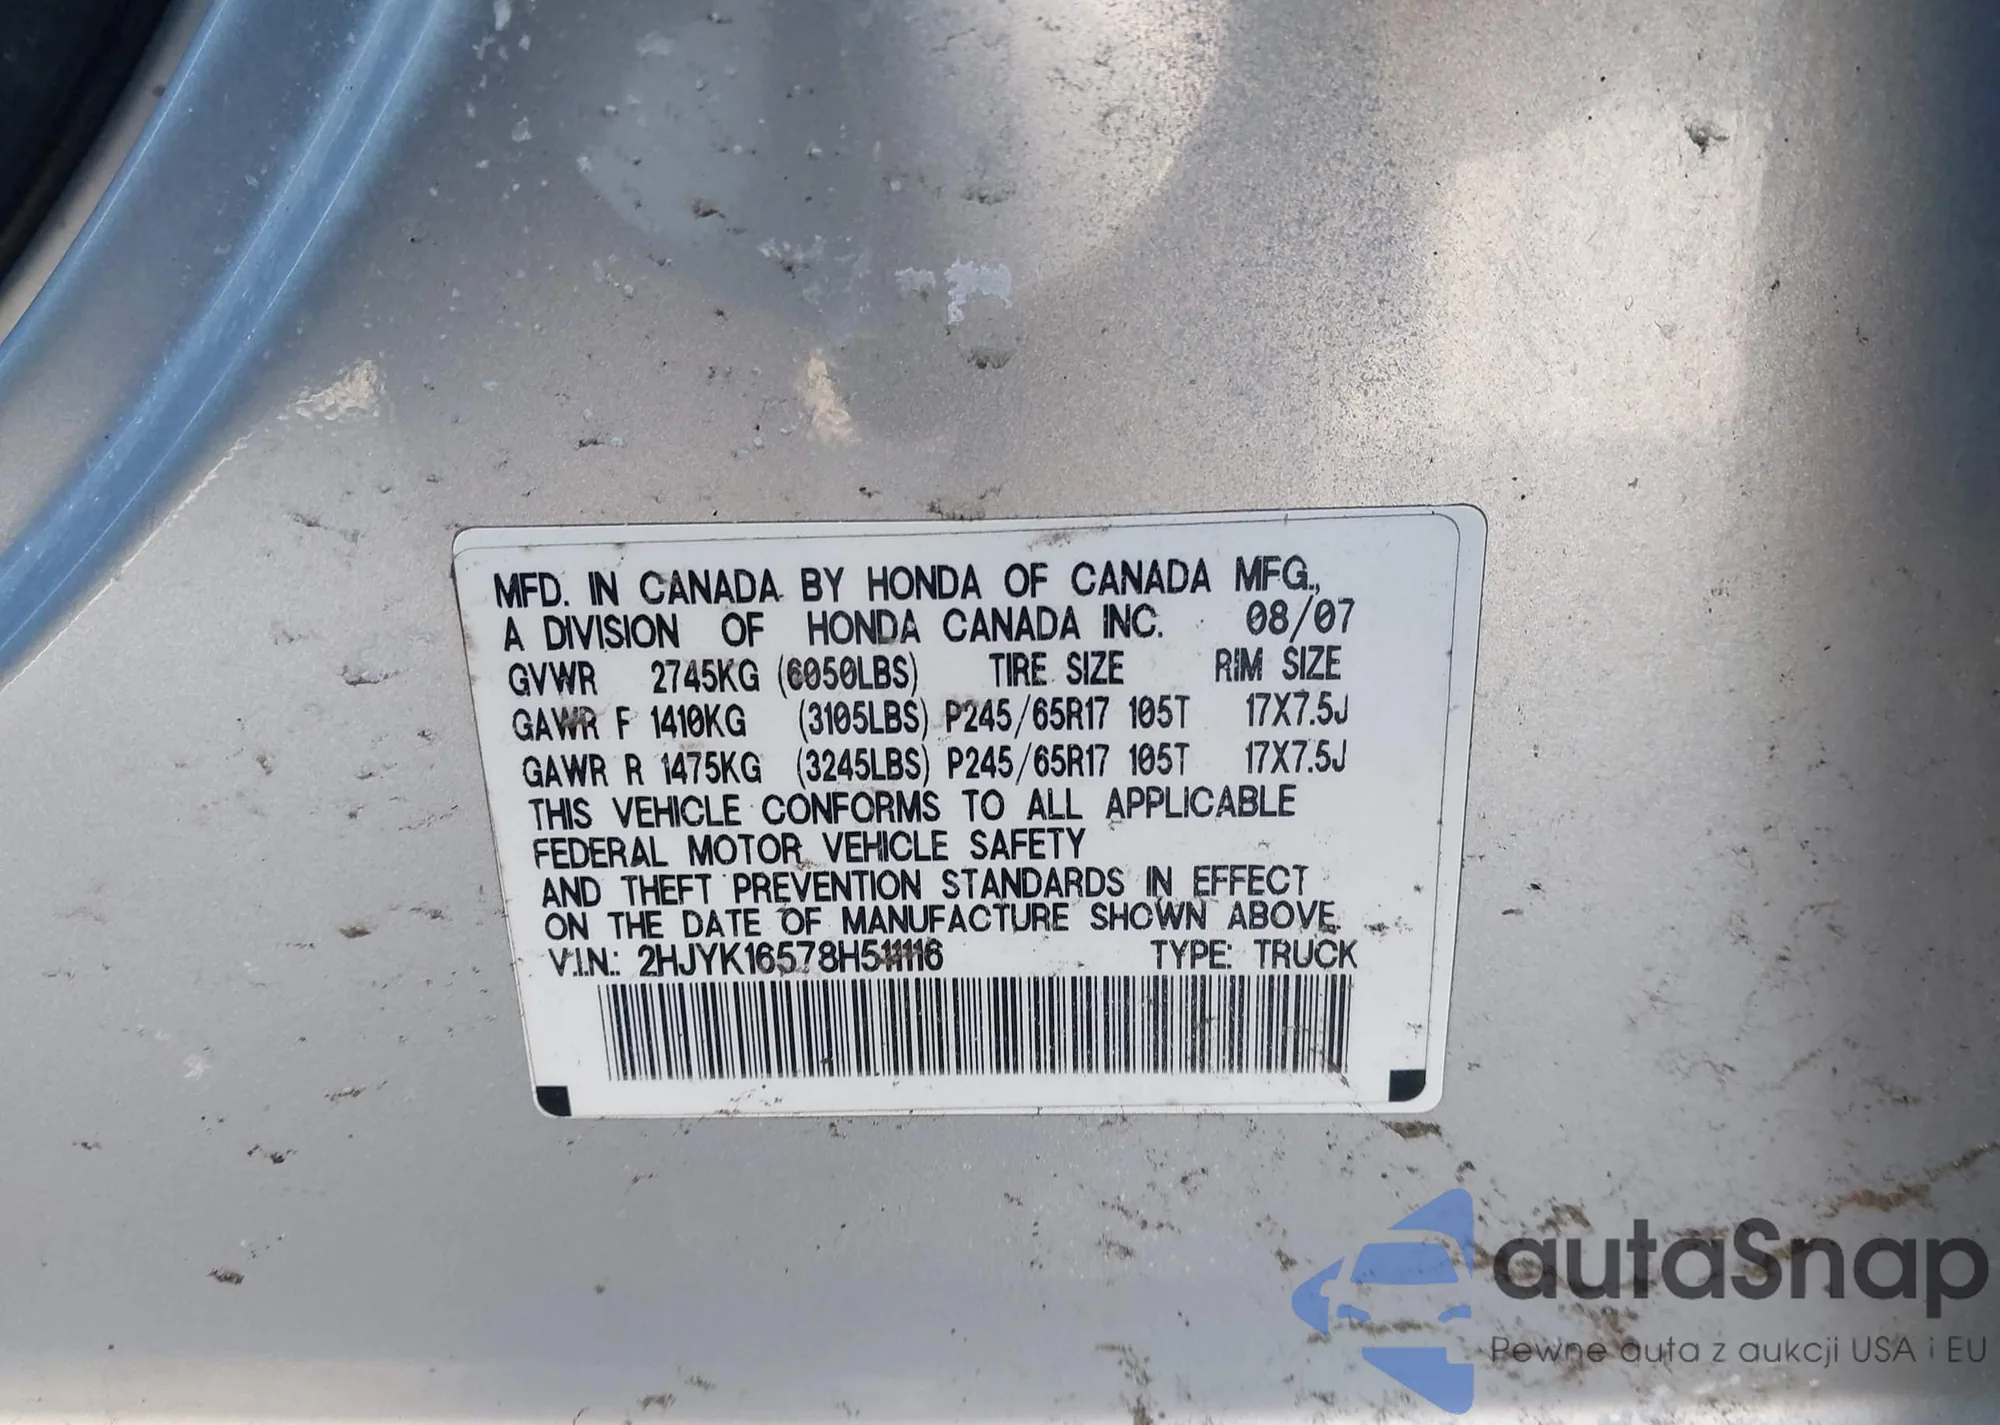 MFD. IN CANADA BY HONDA OF CANADA MFG.,
A DIVISION OF HONDA CANADA INC. 08/07
GVWR 2745KG (6050LBS) TIRE SIZE RIM SIZE
GAWR F 1410KG (3105LBS) P245/65R17 105T 17X7.5J
GAWR R 1475KG (3245LBS) P245/65R17 105T 17X7.5J
THIS VEHICLE CONFORMS TO ALL APPLICABLE
FEDERAL MOTOR VEHICLE SAFETY
AND THEFT PREVENTION STANDARDS IN EFFECT
ON THE DATE OF MANUFACTURE SHOWN ABOVE.
V.I.N.: 2HJYK16578H511116 TYPE: TRUCK
autaSnap
Pewne auta z aukcji USA i EU